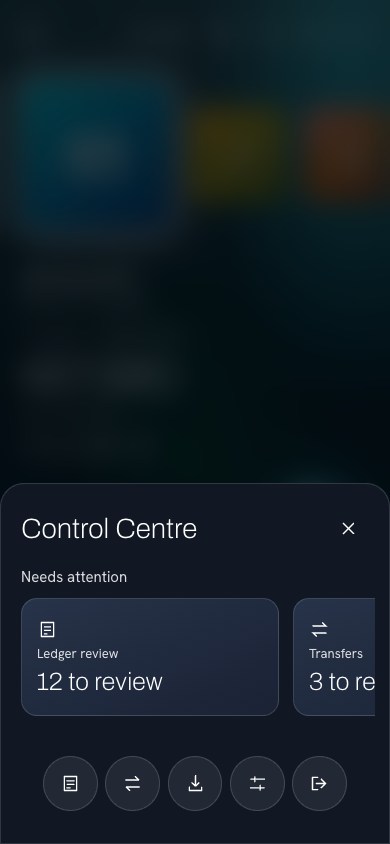 Control Centre
Needs attention
Ledger review
12 to review
Transfers
3 to re